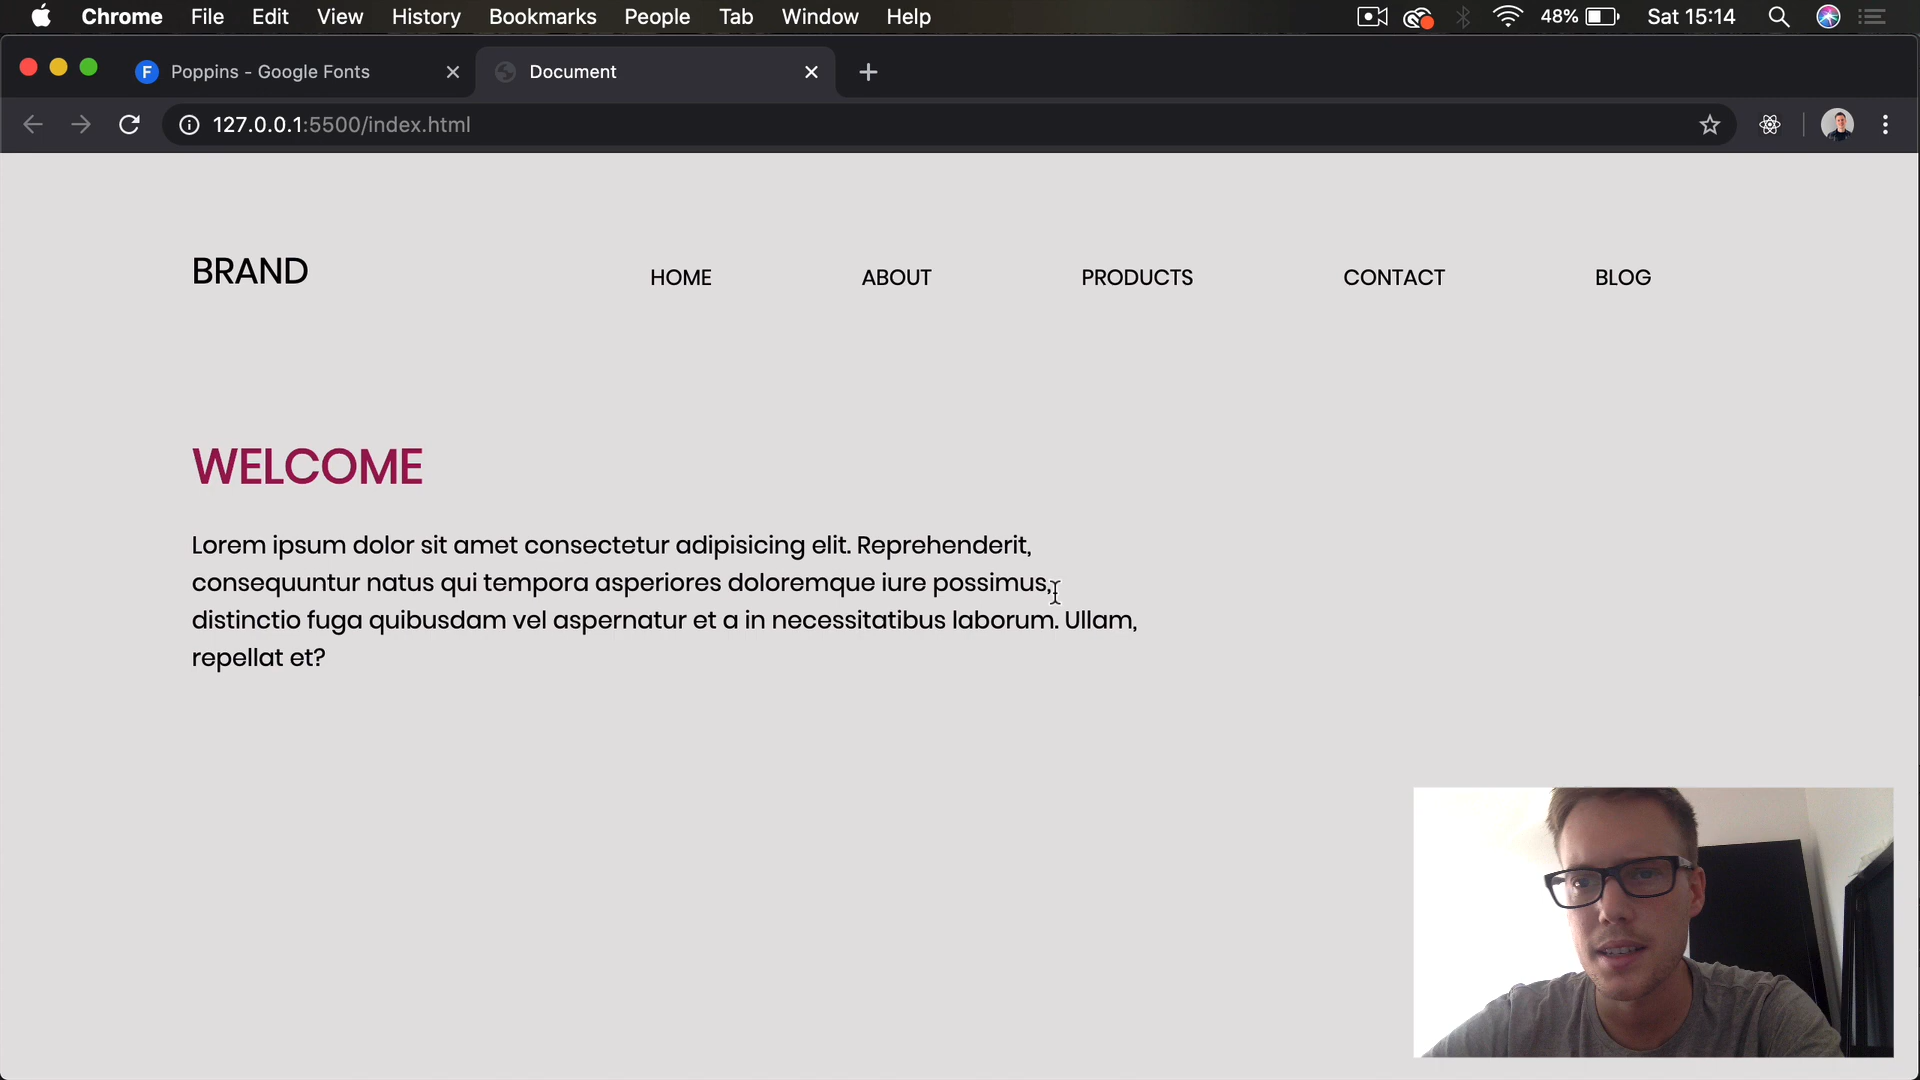 Chrome File Edit View History Bookmarks People Tab Window Help 48% Sat 15:14
F Poppins - Google Fonts Document
127.0.0.1:5500/index.html
BRAND HOME ABOUT PRODUCTS CONTACT BLOG
WELCOME
Lorem ipsum dolor sit amet consectetur adipisicing elit. Reprehenderit,
consequuntur natus qui tempora asperiores doloremque iure possimus,
distinctio fuga quibusdam vel aspernatur et a in necessitatibus laborum. Ullam,
repellat et?